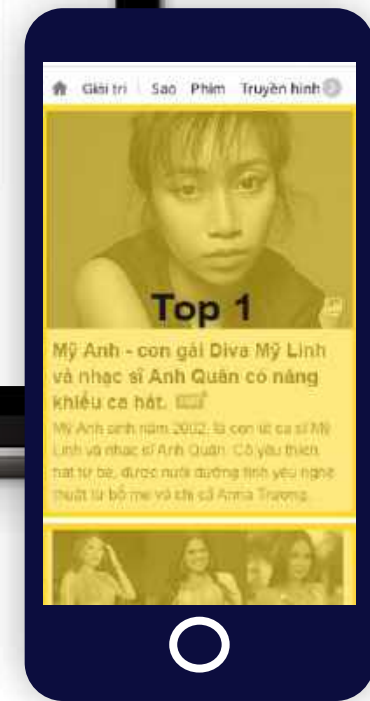 Giải trí Sao Phim Truyền hình
Top 1
Mỹ Anh - con gái Diva Mỹ Linh
và nhạc sĩ Anh Quân có năng
khiếu ca hát.
Mỹ Anh sinh năm 2002, là con út ca sĩ Mỹ
Linh và nhạc sĩ Anh Quân. Cô yêu thích
hát từ bé, được nuôi dưỡng tình yêu nghệ
thuật từ bố mẹ và chị cả Anna Trương...